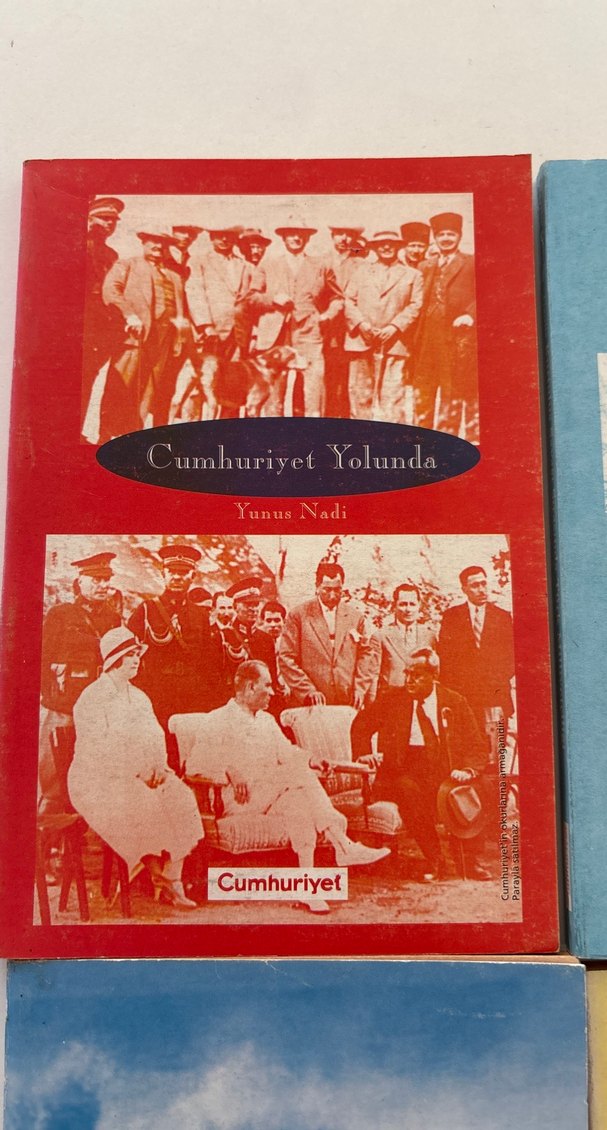 Cumhuriyet Yolunda
Yunus Nadi
Cumhuriyet'in okurlarına armağanıdır.
Parayla satılmaz.
Cumhuriyet